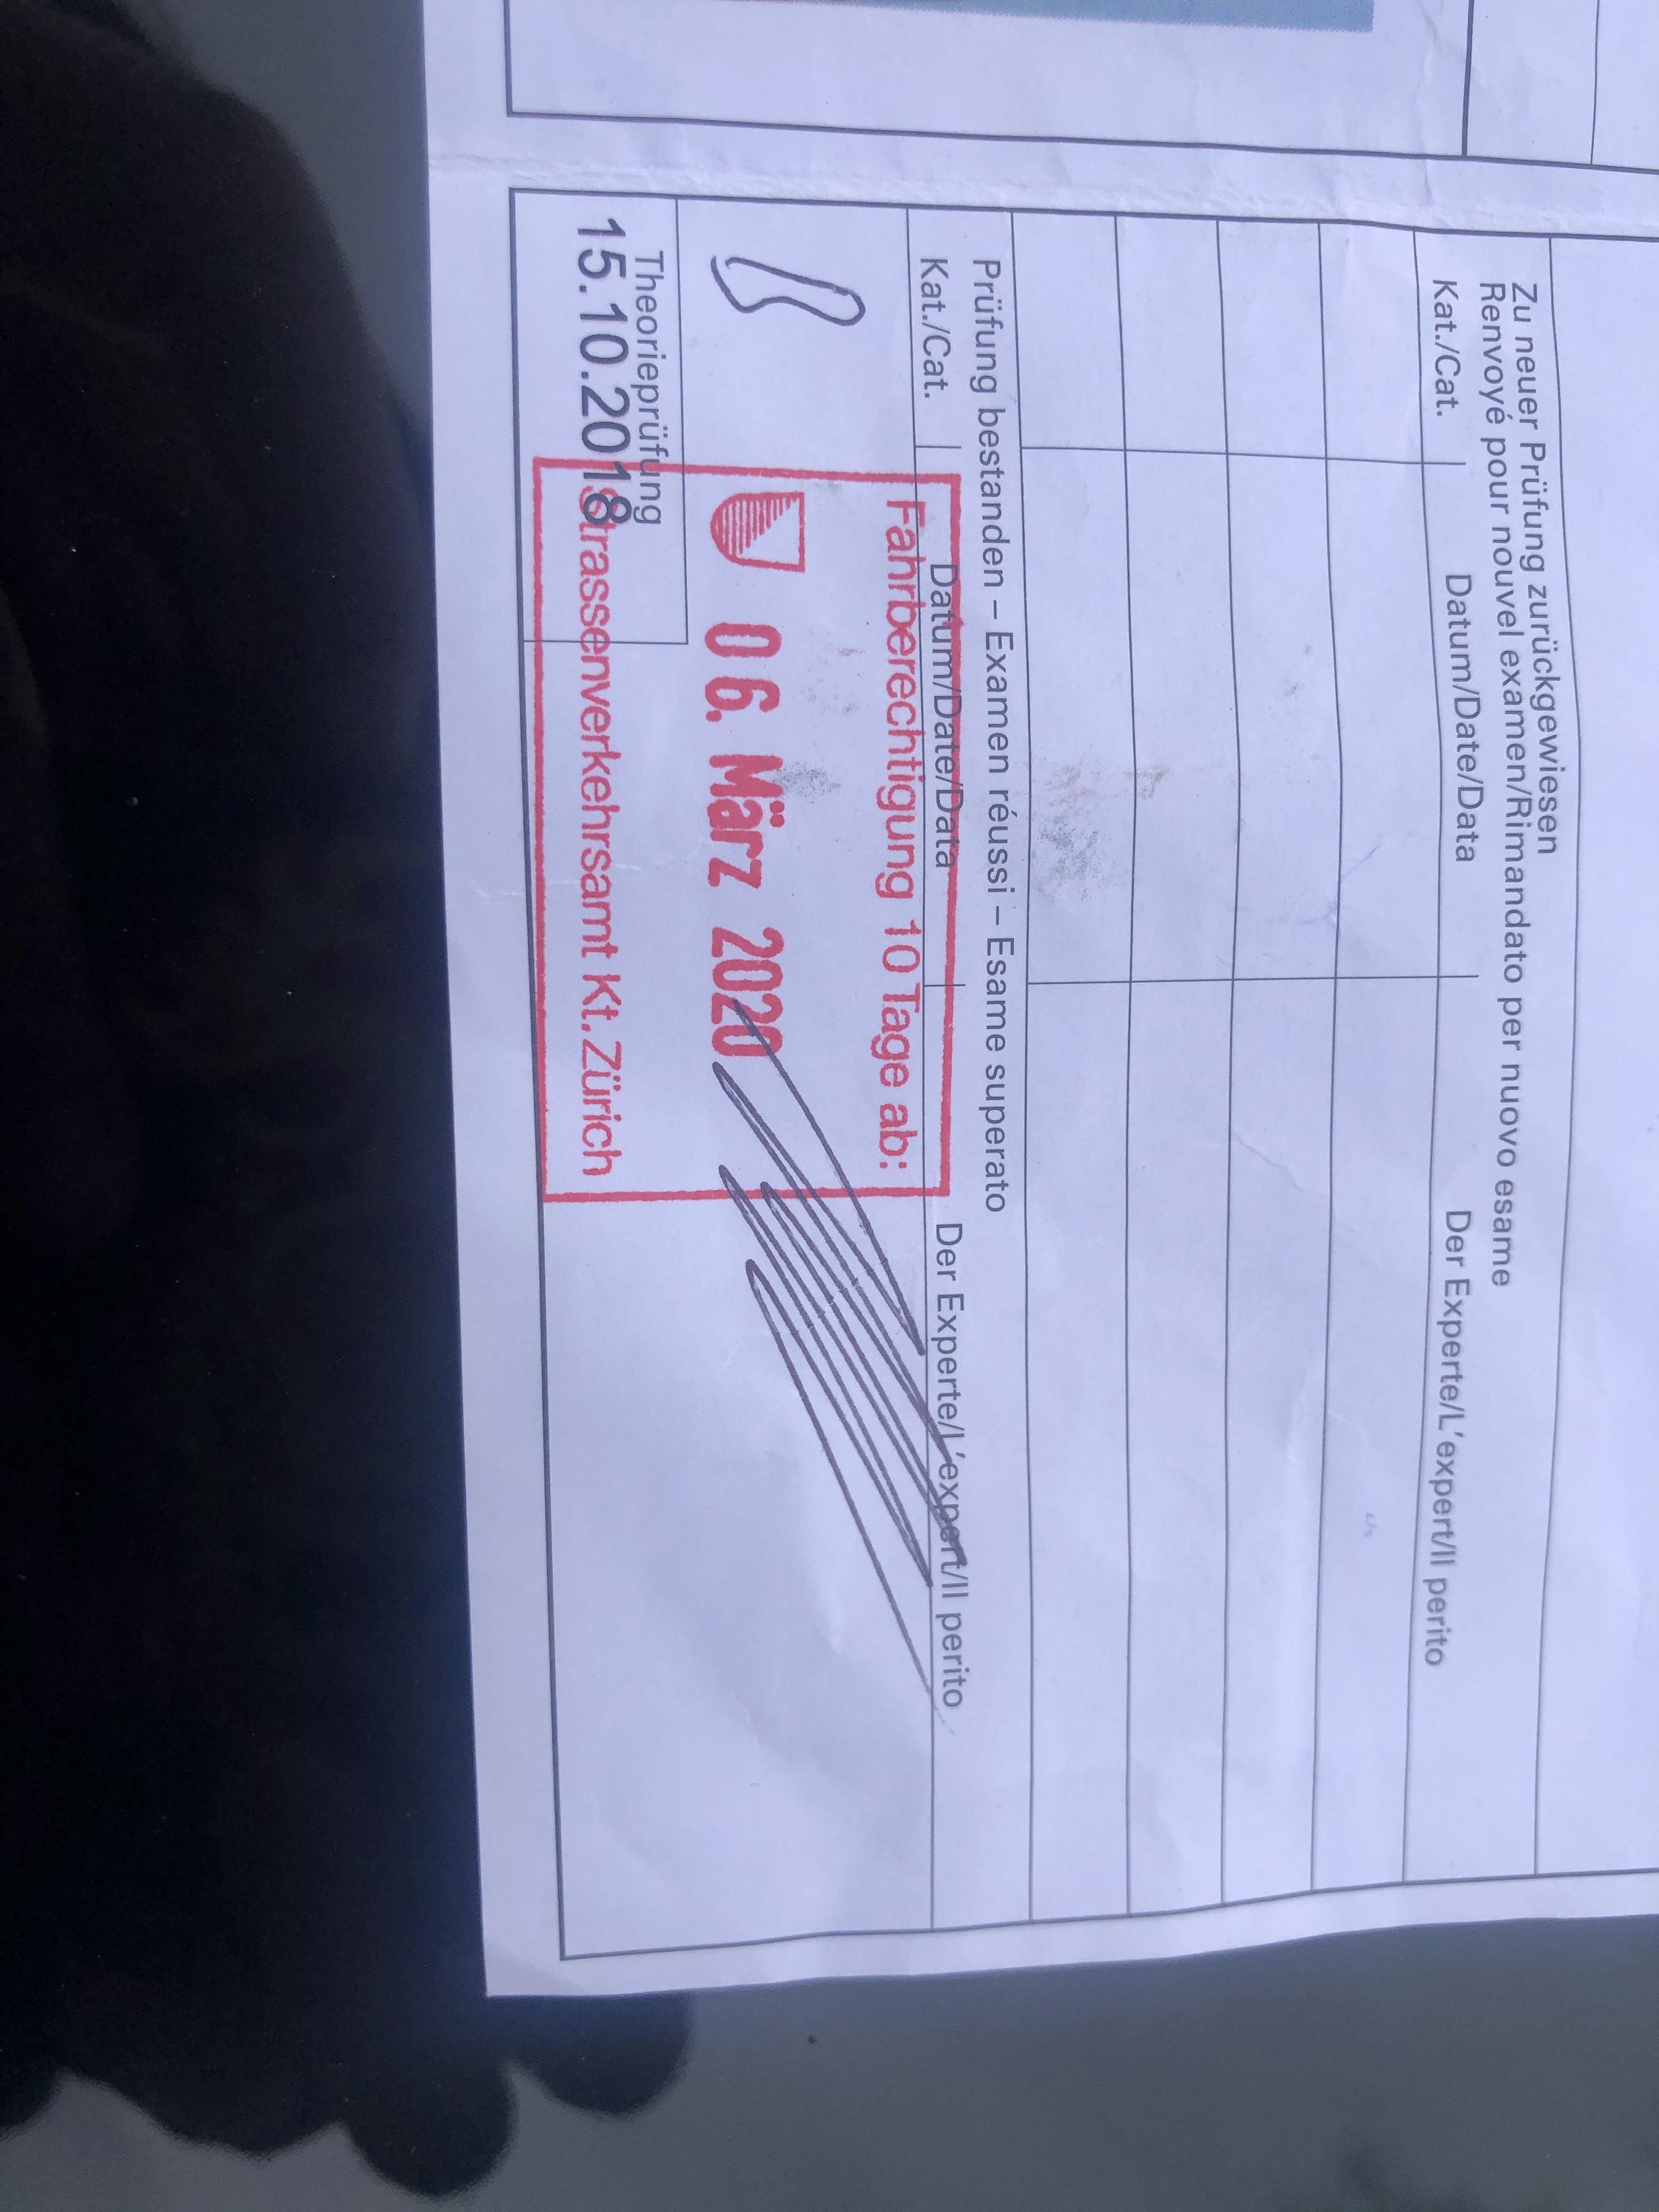 Zu neuer Prüfung zurückgewiesen
Renvoyé pour nouvel examen/Rimandato per nuovo esame
Kat./Cat. Datum/Date/Data Der Experte/L'expert/Il perito
Prüfung bestanden – Examen réussi – Esame superato
Kat./Cat. Datum/Date/Data Der Experte/L'expert/Il perito
Fahrberechtigung 10 Tage ab:
06. März 2020
Theorieprüfung
15.10.2018
Strassenverkehrsamt Kt. Zürich